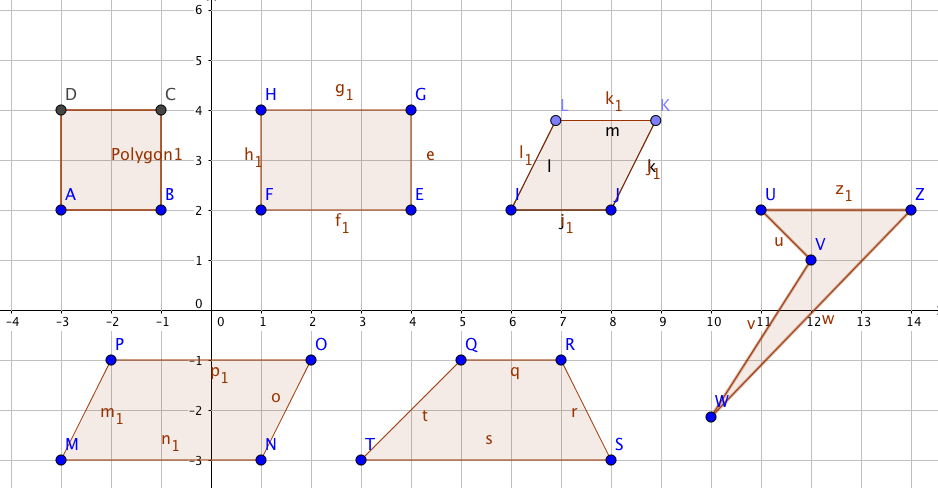 6
5
D C H g1 G 4 L k1 K
m
Polygon1 h1 3 e l1 l k j1
A B F E 2 I J U z1 Z
f1 j1
u V
1
0
-4 -3 -2 -1 0 1 2 3 4 5 6 7 8 9 10 11 12 13 14
v w
P O Q R
-1
p1 q
o
m1 -2 t r W
n1 s
M N T S
-3